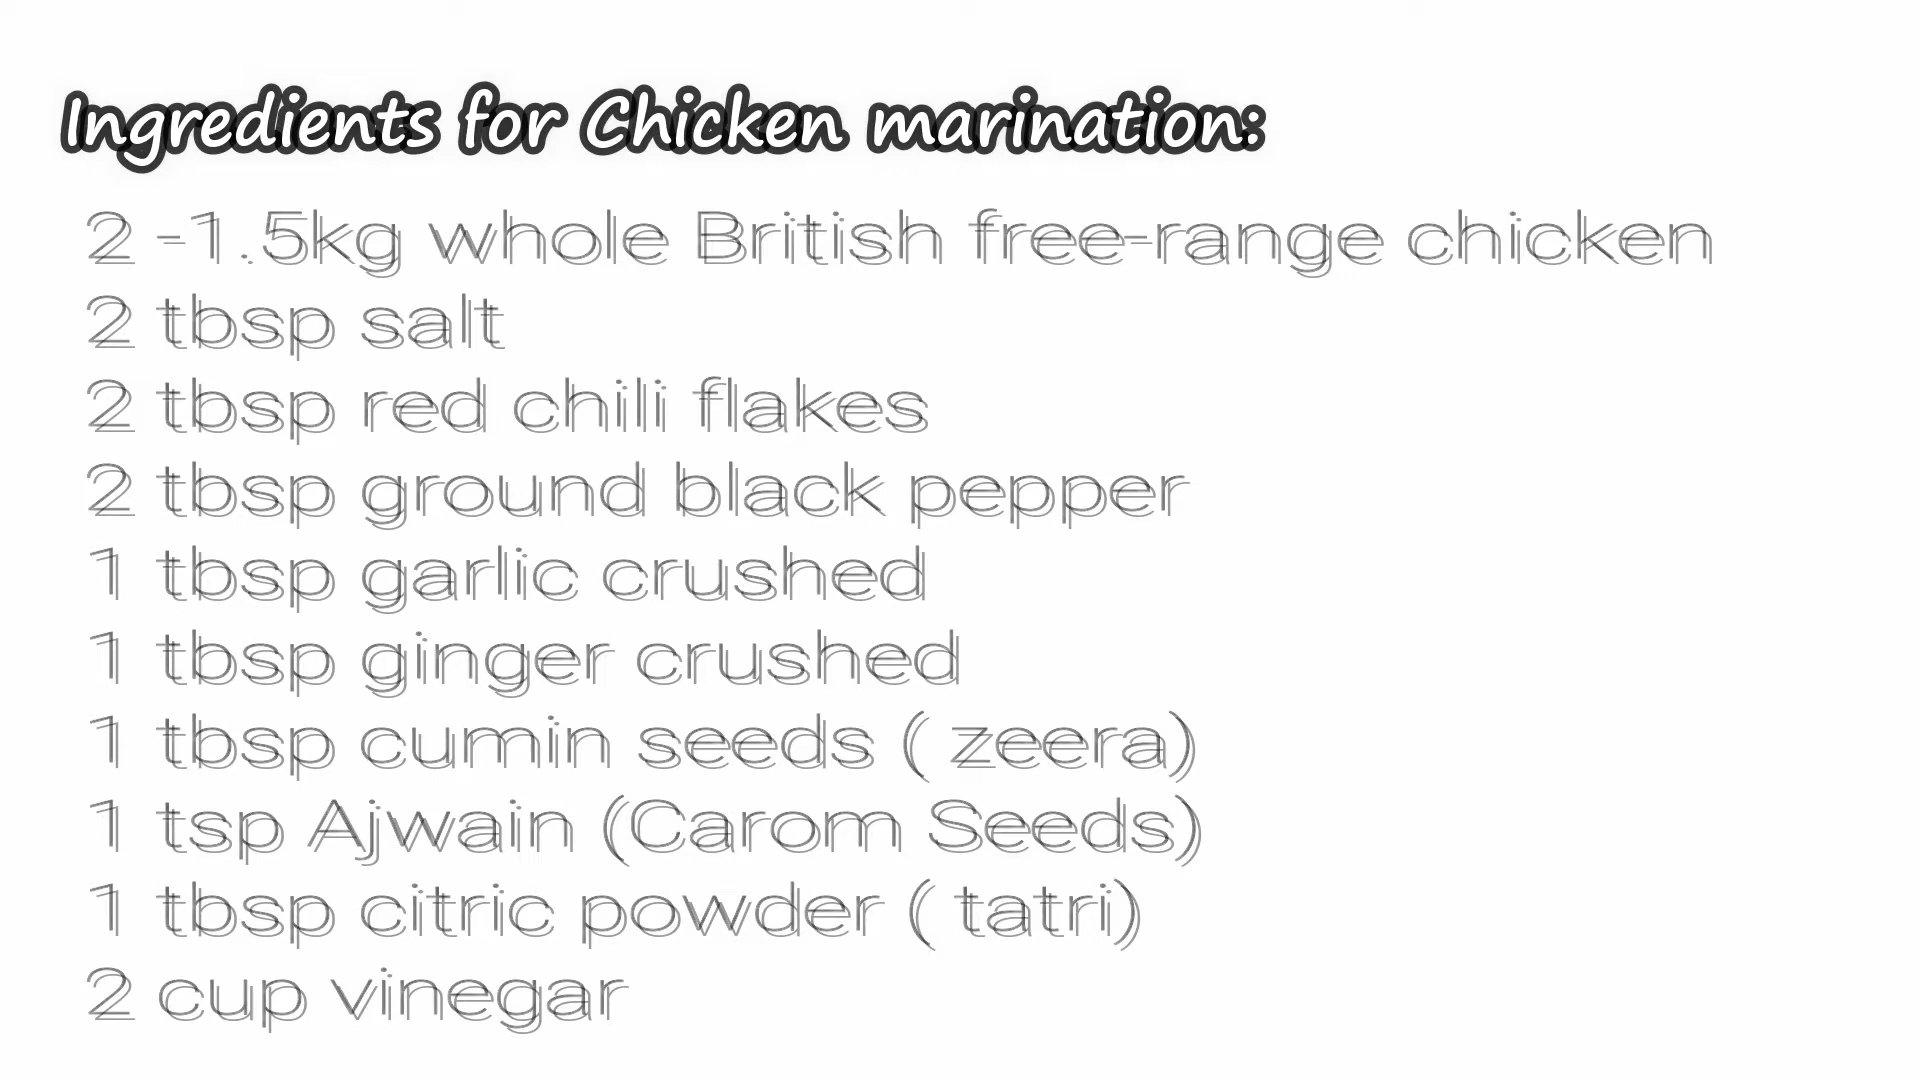 Ingredients for Chicken marination:
2 -1.5kg whole British free-range chicken
2 tbsp salt
2 tbsp red chili flakes
2 tbsp ground black pepper
1 tbsp garlic crushed
1 tbsp ginger crushed
1 tbsp cumin seeds ( zeera)
1 tsp Ajwain (Carom Seeds)
1 tbsp citric powder ( tatri)
2 cup vinegar